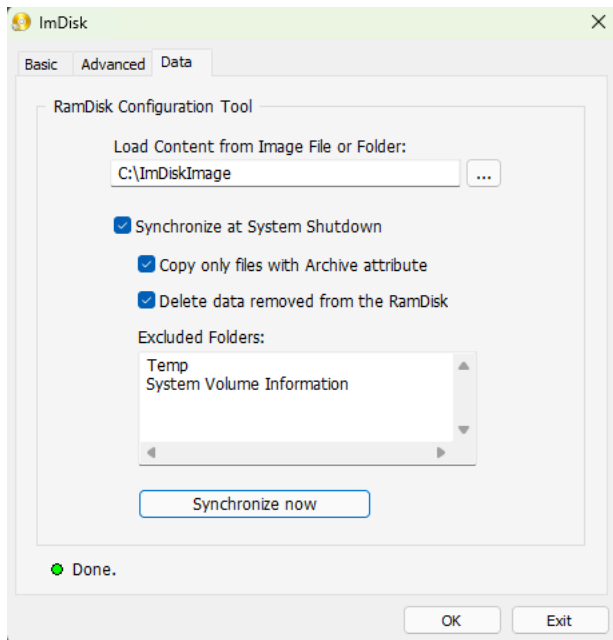 ImDisk
Basic Advanced Data
RamDisk Configuration Tool
Load Content from Image File or Folder:
C:\ImDiskImage ...
Synchronize at System Shutdown
Copy only files with Archive attribute
Delete data removed from the RamDisk
Excluded Folders:
Temp
System Volume Information
Synchronize now
Done.
OK Exit